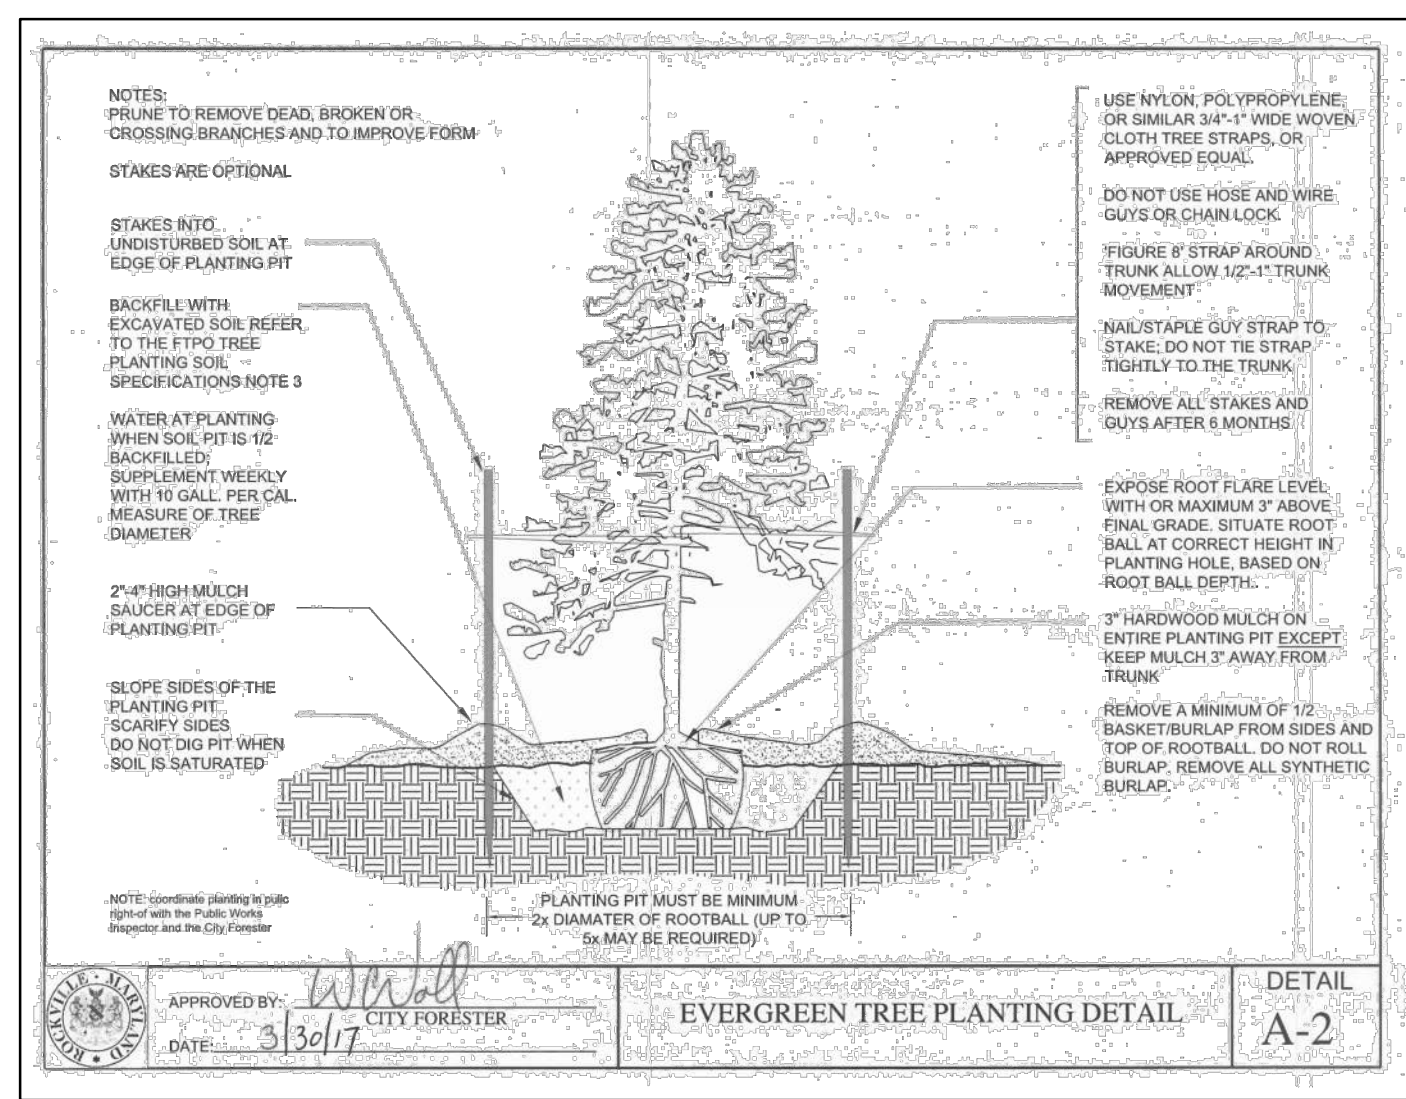 NOTES:
PRUNE TO REMOVE DEAD, BROKEN OR
CROSSING BRANCHES AND TO IMPROVE FORM
STAKES ARE OPTIONAL
STAKES INTO
UNDISTURBED SOIL AT
EDGE OF PLANTING PIT
BACKFILL WITH
EXCAVATED SOIL REFER
TO THE FTPO TREE
PLANTING SOIL
SPECIFICATIONS NOTE 3
WATER AT PLANTING
WHEN SOIL PIT IS 1/2
BACKFILLED;
SUPPLEMENT WEEKLY
WITH 10 GALL. PER CAL.
MEASURE OF TREE
DIAMETER
2"-4" HIGH MULCH
SAUCER AT EDGE OF
PLANTING PIT
SLOPE SIDES OF THE
PLANTING PIT
SCARIFY SIDES
DO NOT DIG PIT WHEN
SOIL IS SATURATED
NOTE: coordinate planting in pulic
right-of with the Public Works
Inspector and the City Forester
USE NYLON, POLYPROPYLENE,
OR SIMILAR 3/4"-1" WIDE WOVEN
CLOTH TREE STRAPS, OR
APPROVED EQUAL.
DO NOT USE HOSE AND WIRE
GUYS OR CHAIN LOCK.
'FIGURE 8' STRAP AROUND
TRUNK ALLOW 1/2"-1" TRUNK
MOVEMENT
NAIL/STAPLE GUY STRAP TO
STAKE; DO NOT TIE STRAP
TIGHTLY TO THE TRUNK
REMOVE ALL STAKES AND
GUYS AFTER 6 MONTHS
EXPOSE ROOT FLARE LEVEL
WITH OR MAXIMUM 3" ABOVE
FINAL GRADE. SITUATE ROOT
BALL AT CORRECT HEIGHT IN
PLANTING HOLE, BASED ON
ROOT BALL DEPTH..
3" HARDWOOD MULCH ON
ENTIRE PLANTING PIT EXCEPT
KEEP MULCH 3" AWAY FROM
TRUNK
REMOVE A MINIMUM OF 1/2
BASKET/BURLAP FROM SIDES AND
TOP OF ROOTBALL. DO NOT ROLL
BURLAP. REMOVE ALL SYNTHETIC
BURLAP.
PLANTING PIT MUST BE MINIMUM
2x DIAMATER OF ROOTBALL (UP TO
5x MAY BE REQUIRED)
ROCKVILLE MARYLAND
APPROVED BY: W Wall
CITY FORESTER
DATE: 3/30/17
EVERGREEN TREE PLANTING DETAIL
DETAIL
A-2